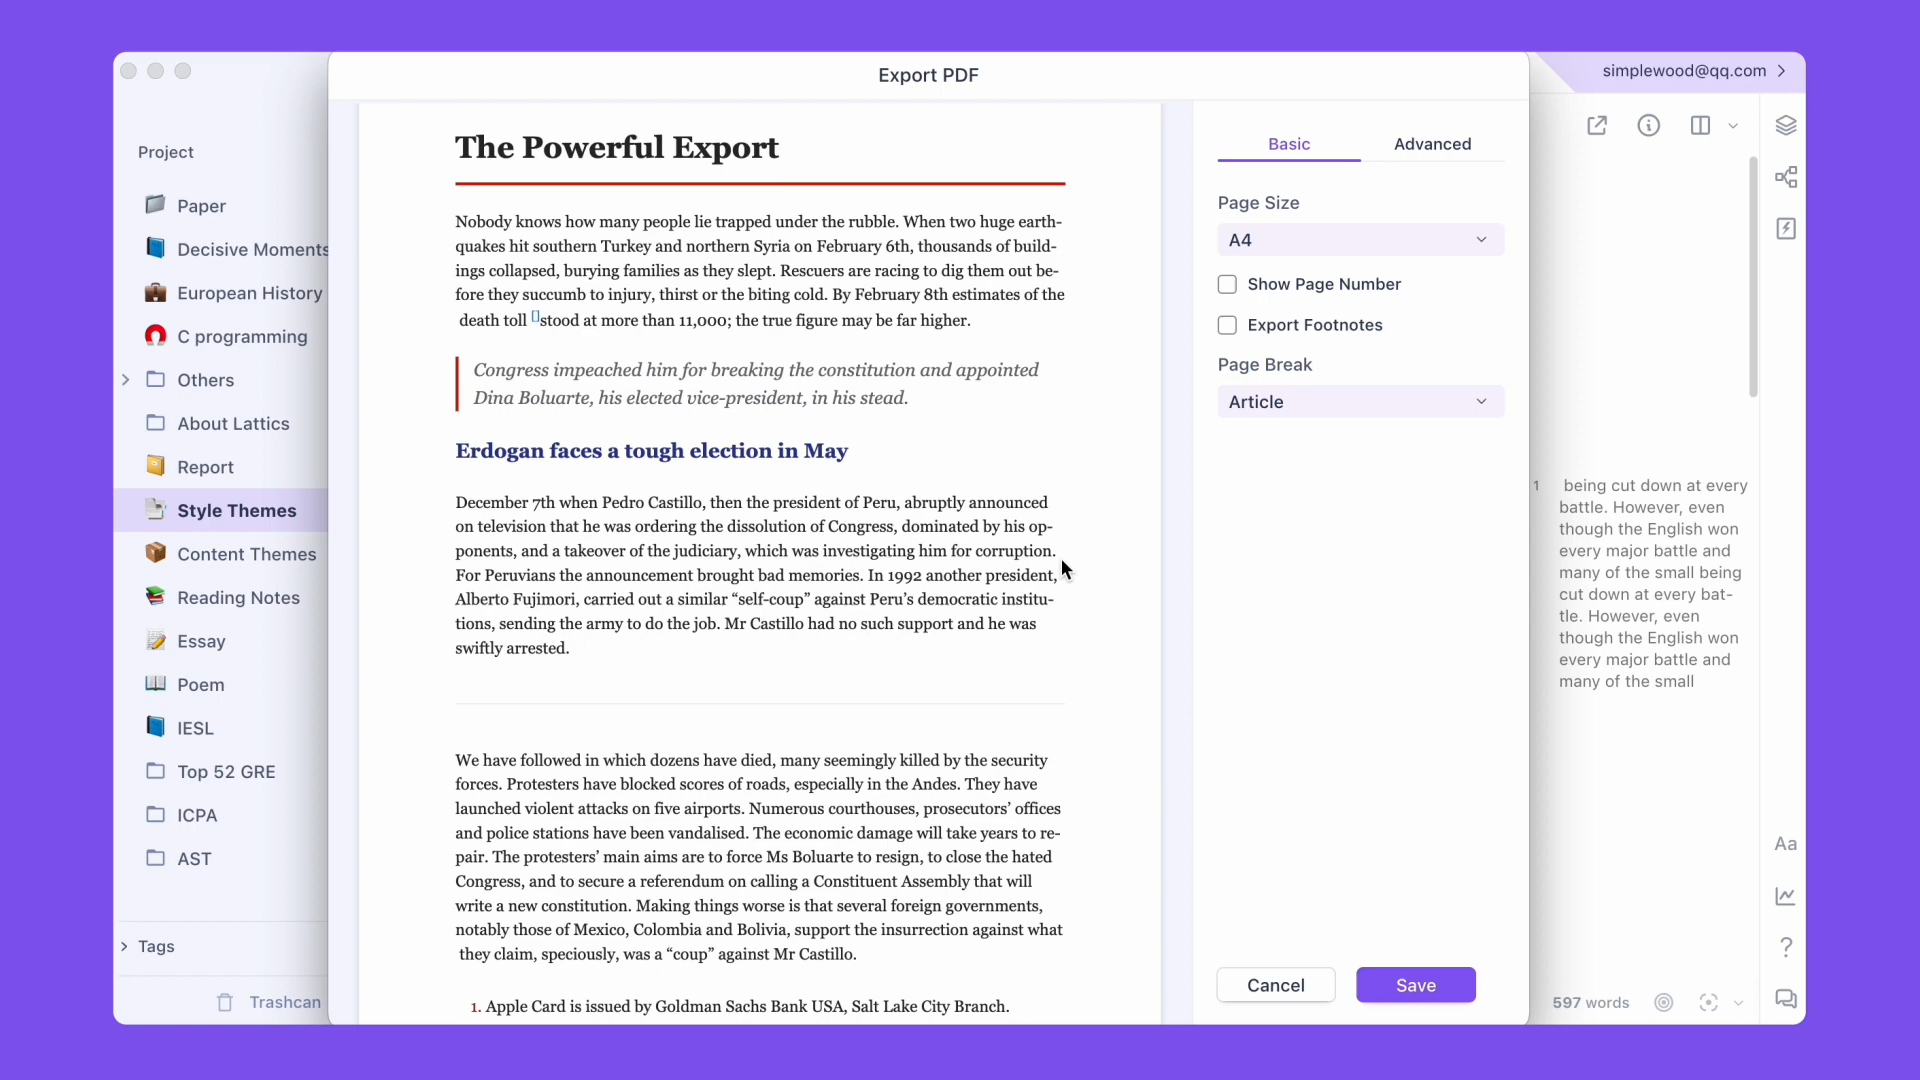 Export PDF
simplewood@qq.com
Project
Paper
Decisive Moments
European History
C programming
Others
About Lattics
Report
Style Themes
Content Themes
Reading Notes
Essay
Poem
IESL
Top 52 GRE
ICPA
AST
Tags
Trashcan
The Powerful Export
Nobody knows how many people lie trapped under the rubble. When two huge earth-
quakes hit southern Turkey and northern Syria on February 6th, thousands of build-
ings collapsed, burying families as they slept. Rescuers are racing to dig them out be-
fore they succumb to injury, thirst or the biting cold. By February 8th estimates of the
death toll []stood at more than 11,000; the true figure may be far higher.
Congress impeached him for breaking the constitution and appointed
Dina Boluarte, his elected vice-president, in his stead.
Erdogan faces a tough election in May
December 7th when Pedro Castillo, then the president of Peru, abruptly announced
on television that he was ordering the dissolution of Congress, dominated by his op-
ponents, and a takeover of the judiciary, which was investigating him for corruption.
For Peruvians the announcement brought bad memories. In 1992 another president,
Alberto Fujimori, carried out a similar “self-coup” against Peru’s democratic institu-
tions, sending the army to do the job. Mr Castillo had no such support and he was
swiftly arrested.
We have followed in which dozens have died, many seemingly killed by the security
forces. Protesters have blocked scores of roads, especially in the Andes. They have
launched violent attacks on five airports. Numerous courthouses, prosecutors’ offices
and police stations have been vandalised. The economic damage will take years to re-
pair. The protesters’ main aims are to force Ms Boluarte to resign, to close the hated
Congress, and to secure a referendum on calling a Constituent Assembly that will
write a new constitution. Making things worse is that several foreign governments,
notably those of Mexico, Colombia and Bolivia, support the insurrection against what
they claim, speciously, was a “coup” against Mr Castillo.
1. Apple Card is issued by Goldman Sachs Bank USA, Salt Lake City Branch.
Basic
Advanced
Page Size
A4
Show Page Number
Export Footnotes
Page Break
Article
Cancel
Save
1 being cut down at every
battle. However, even
though the English won
every major battle and
many of the small being
cut down at every bat-
tle. However, even
though the English won
every major battle and
many of the small
Aa
?
597 words